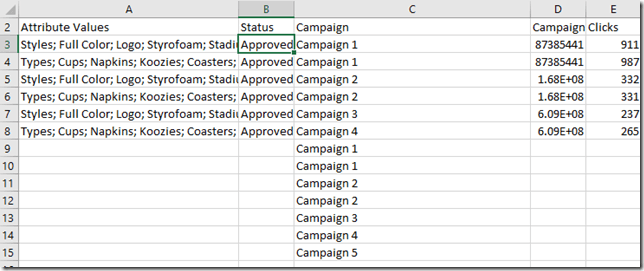 A B C D E
2 Attribute Values Status Campaign Campaign Clicks
3 Styles; Full Color; Logo; Styrofoam; Stadi Approved Campaign 1 87385441 911
4 Types; Cups; Napkins; Koozies; Coasters; Approved Campaign 1 87385441 987
5 Styles; Full Color; Logo; Styrofoam; Stadi Approved Campaign 2 1.68E+08 332
6 Types; Cups; Napkins; Koozies; Coasters; Approved Campaign 2 1.68E+08 331
7 Styles; Full Color; Logo; Styrofoam; Stadi Approved Campaign 3 6.09E+08 237
8 Types; Cups; Napkins; Koozies; Coasters; Approved Campaign 4 6.09E+08 265
9 Campaign 1
10 Campaign 1
11 Campaign 2
12 Campaign 2
13 Campaign 3
14 Campaign 4
15 Campaign 5